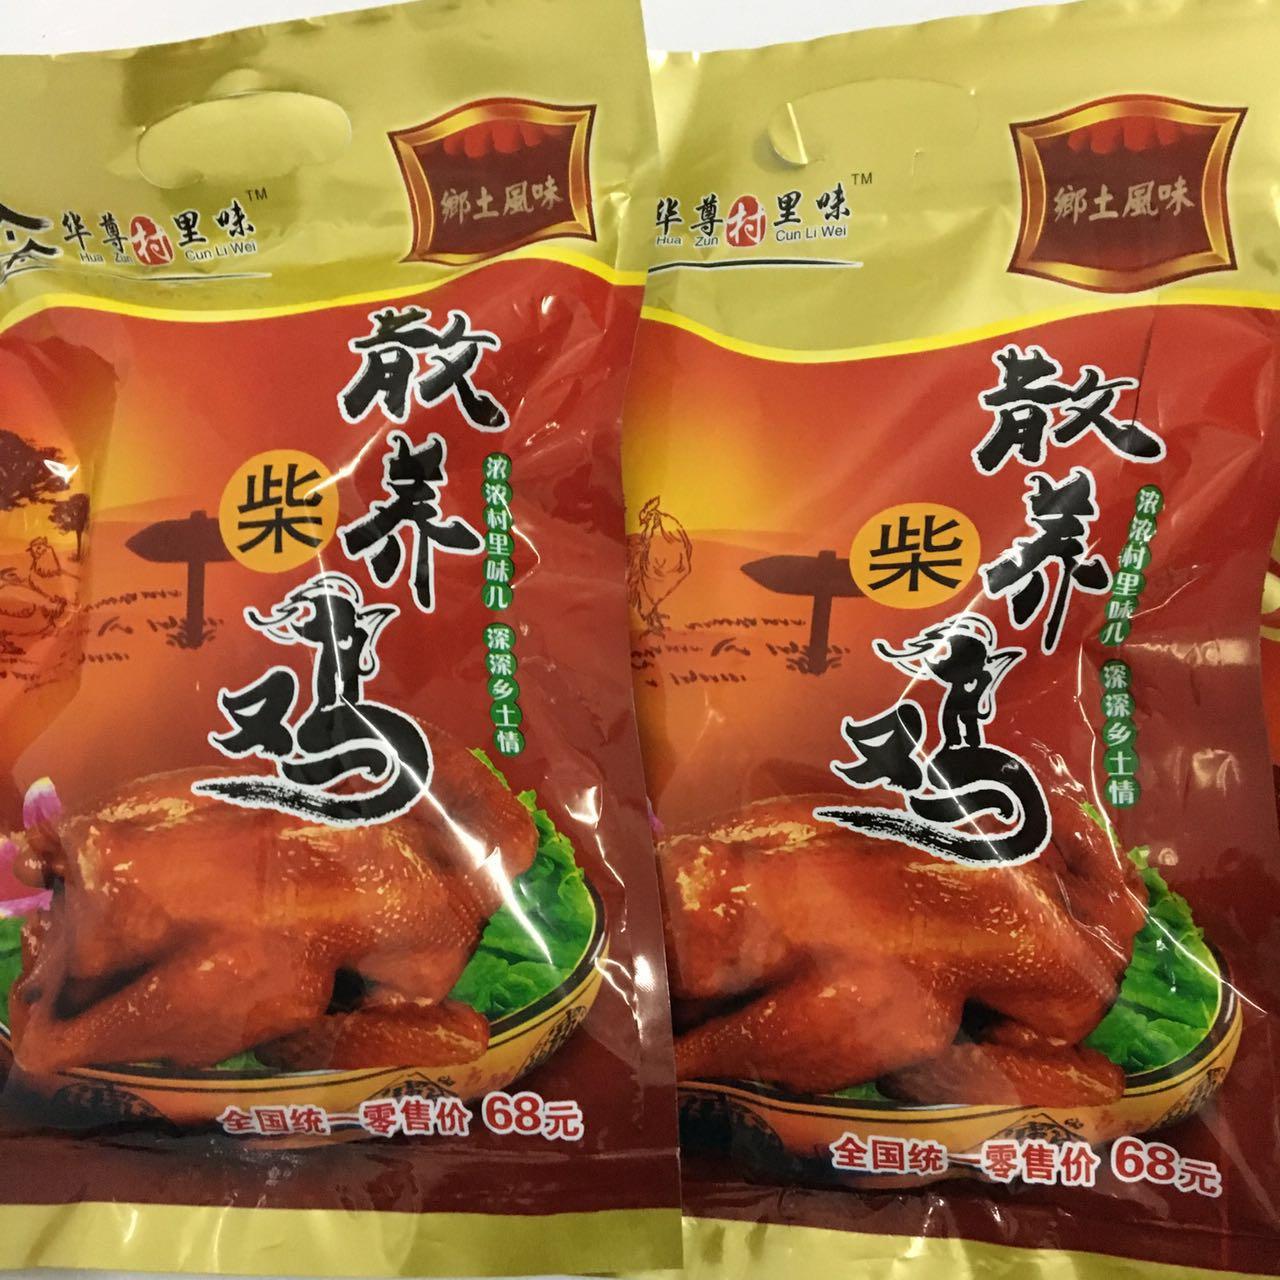 华尊村里味™
Hua Zun Cun Li Wei
鄉土風味
散养
柴
鸡
浓浓村里味儿 深深乡土情
全国统一零售价 68元
华尊村里味™
Hua Zun Cun Li Wei
鄉土風味
散养
柴
鸡
浓浓村里味儿 深深乡土情
全国统一零售价 68元